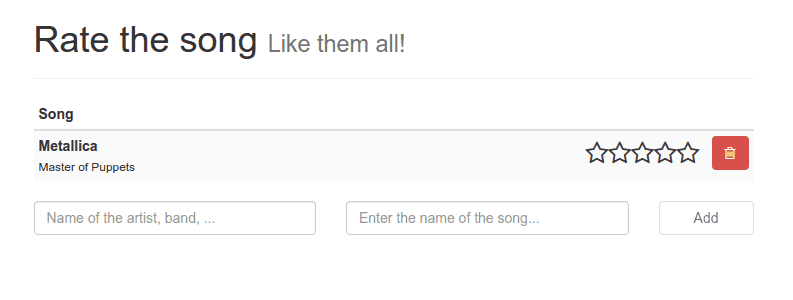 Rate the song Like them all!
Song
Metallica
Master of Puppets
Name of the artist, band, ...
Enter the name of the song...
Add